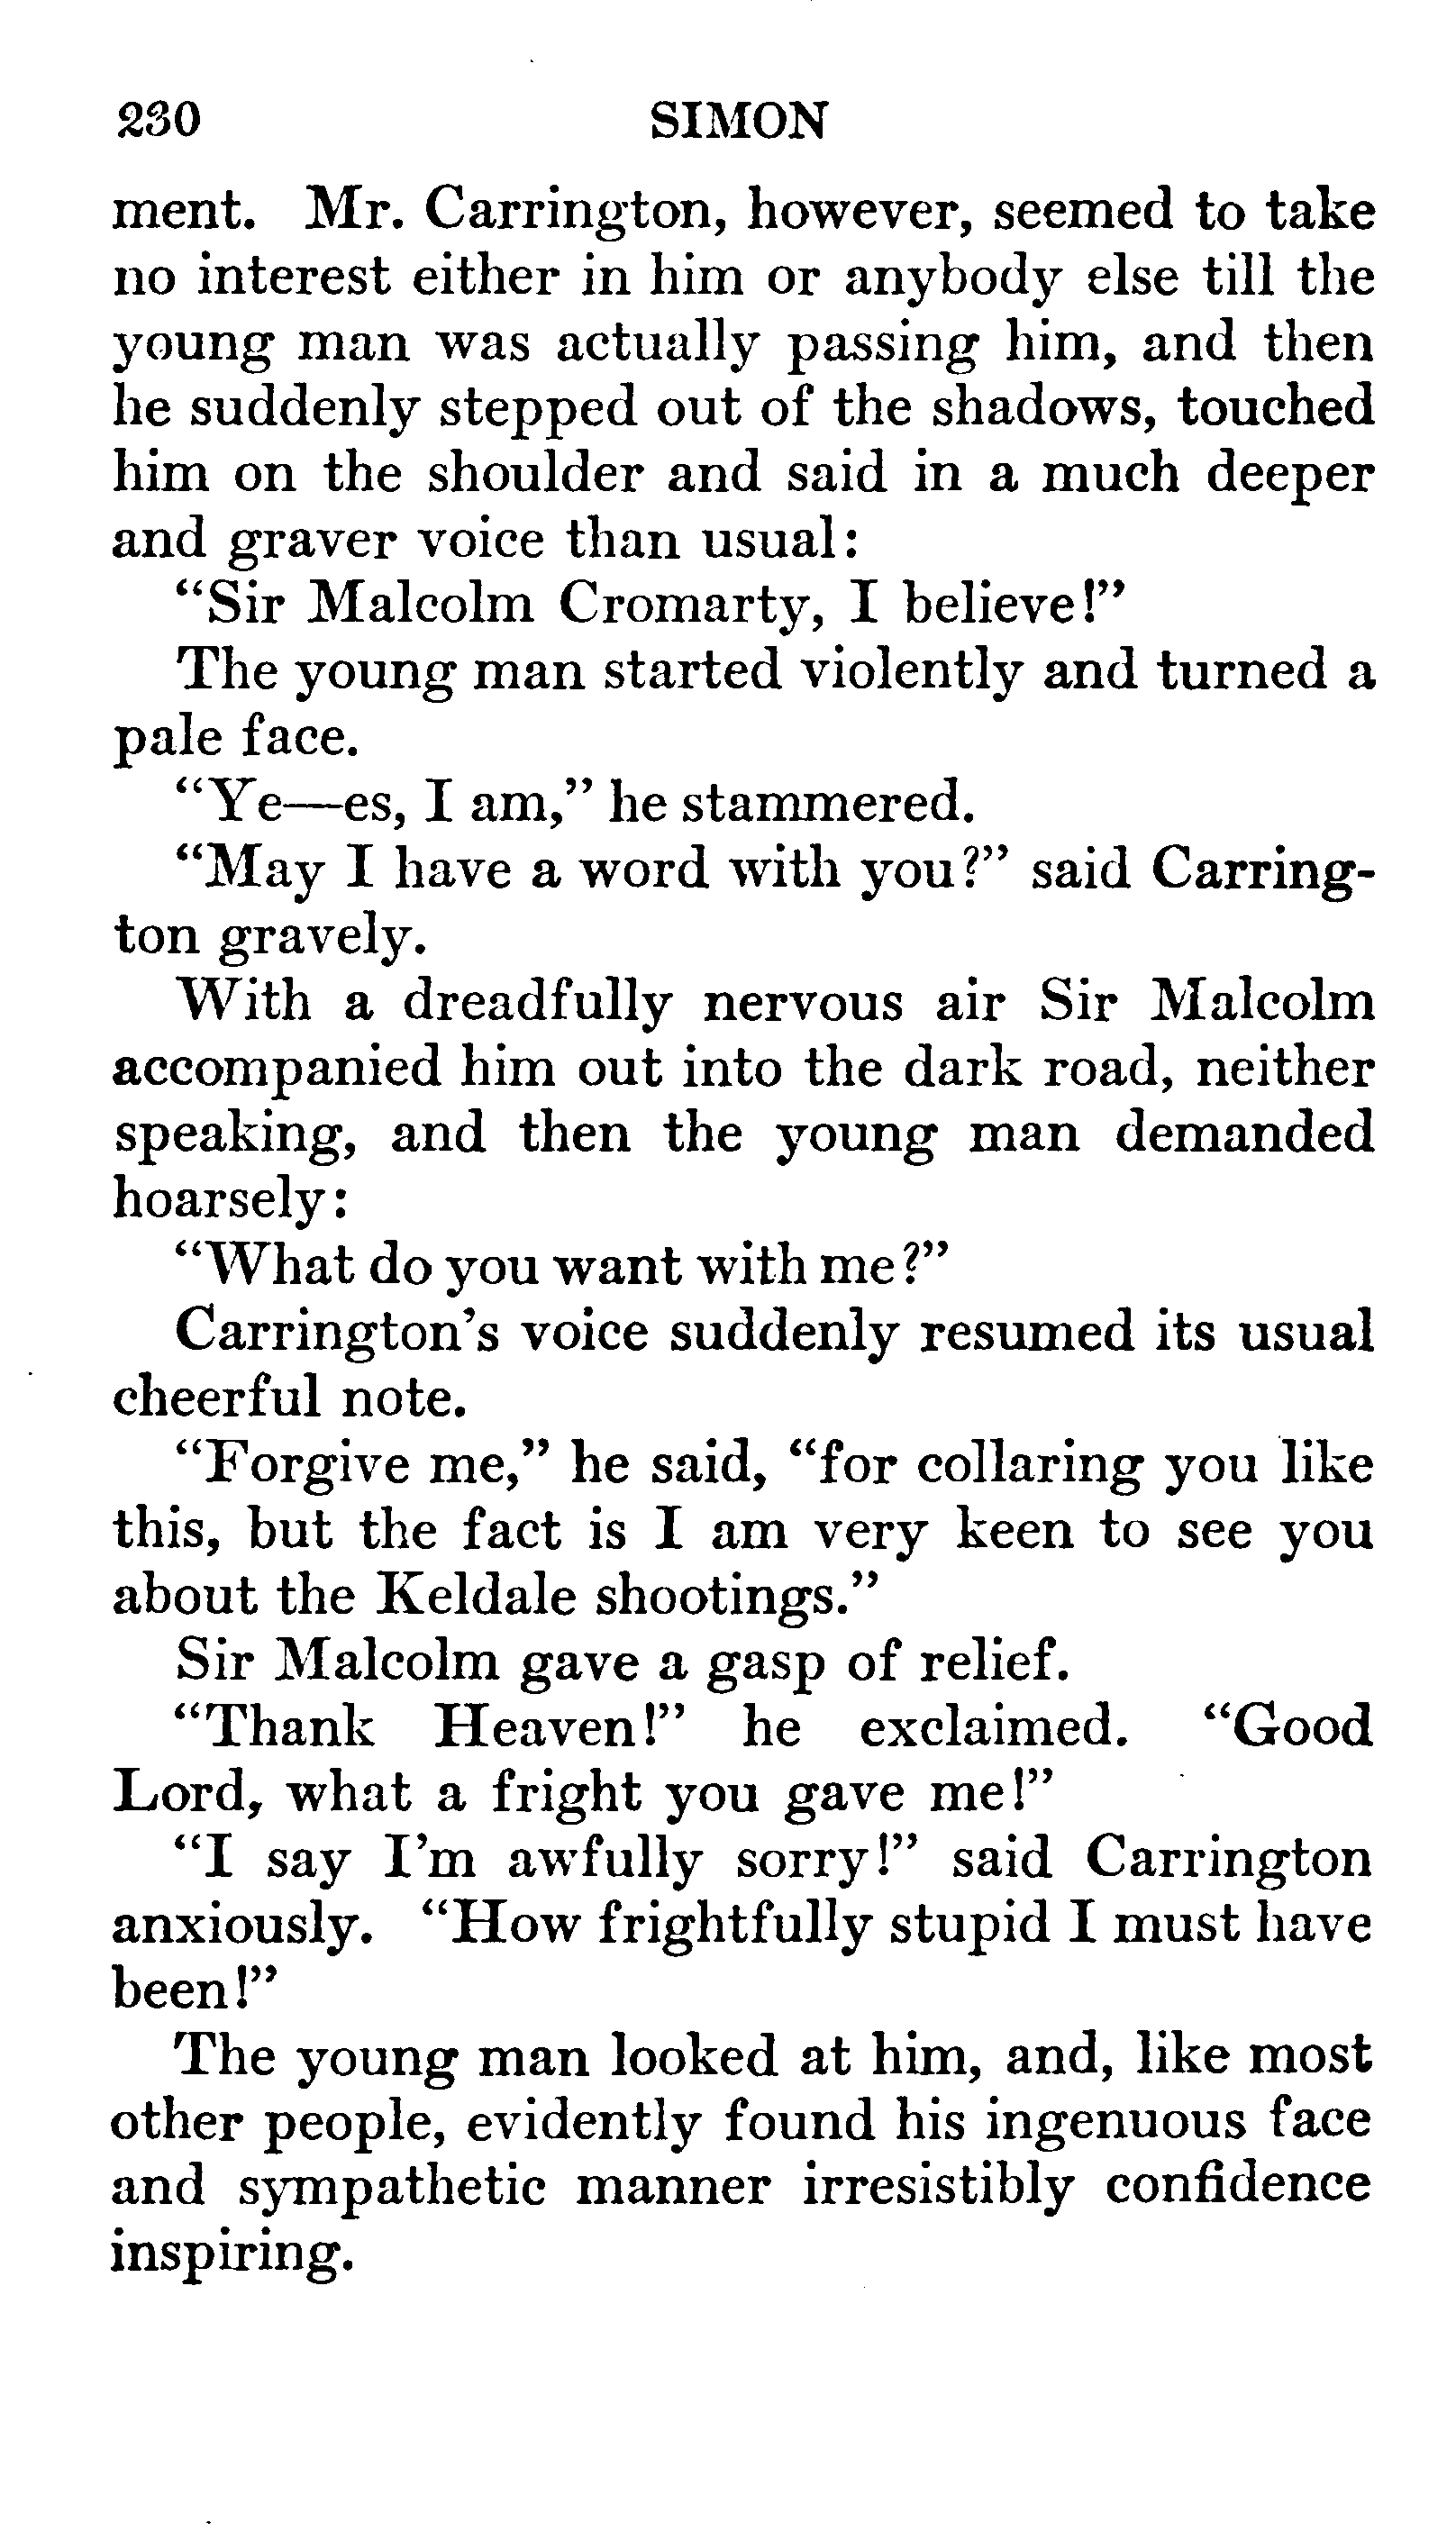 230 SIMON
ment. Mr. Carrington, however, seemed to take
no interest either in him or anybody else till the
young man was actually passing him, and then
he suddenly stepped out of the shadows, touched
him on the shoulder and said in a much deeper
and graver voice than usual:
“Sir Malcolm Cromarty, I believe!”
The young man started violently and turned a
pale face.
“Ye—es, I am,” he stammered.
“May I have a word with you?” said Carring-
ton gravely.
With a dreadfully nervous air Sir Malcolm
accompanied him out into the dark road, neither
speaking, and then the young man demanded
hoarsely:
“What do you want with me?”
Carrington’s voice suddenly resumed its usual
cheerful note.
“Forgive me,” he said, “for collaring you like
this, but the fact is I am very keen to see you
about the Keldale shootings.”
Sir Malcolm gave a gasp of relief.
“Thank Heaven!” he exclaimed. “Good
Lord, what a fright you gave me!”
“I say I’m awfully sorry!” said Carrington
anxiously. “How frightfully stupid I must have
been!”
The young man looked at him, and, like most
other people, evidently found his ingenuous face
and sympathetic manner irresistibly confidence
inspiring.